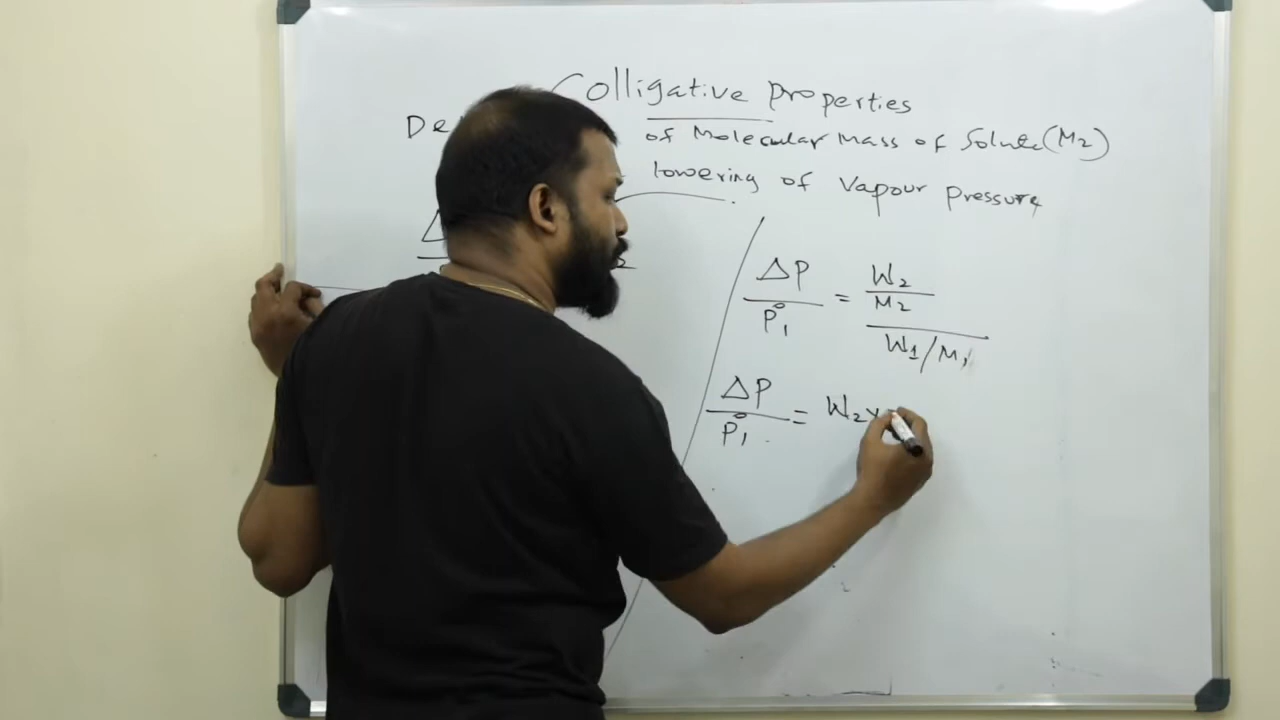 Colligative properties
De of Molecular Mass of Solute (M₂)
lowering of Vapour pressure
ΔP / P°₁ = W₂ / M₂ / W₁/M₁
ΔP / P°₁ = W₂ x